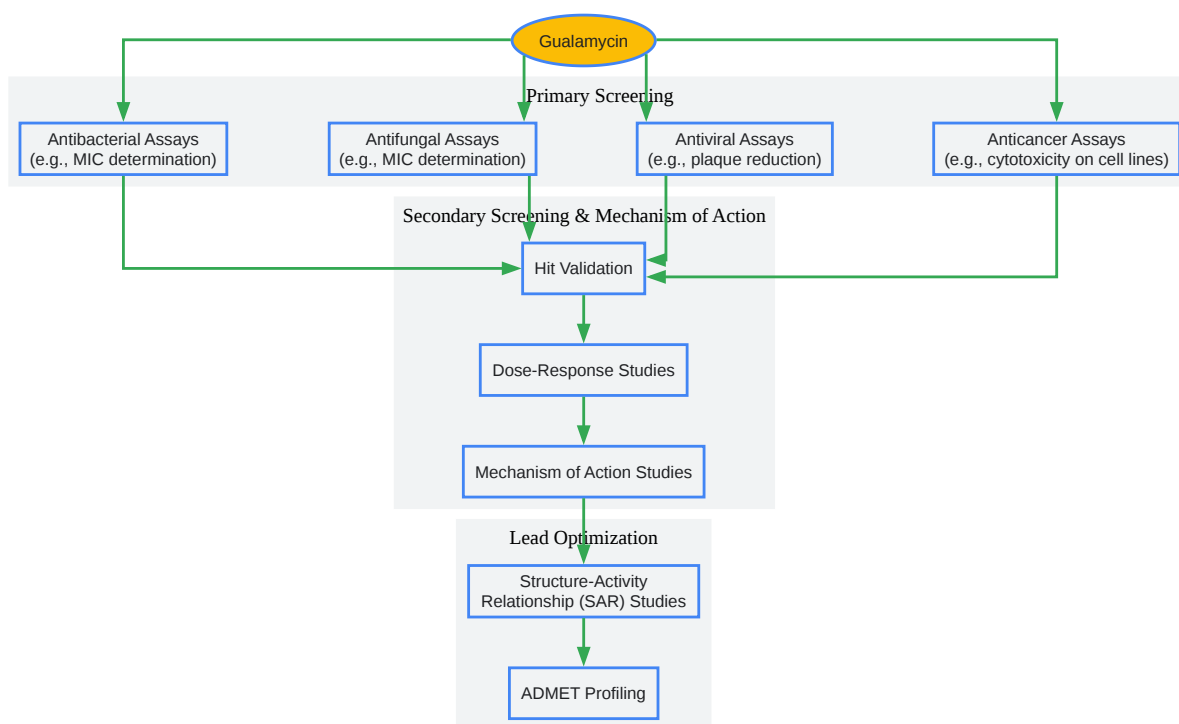 Gualamycin
Primary Screening
Antibacterial Assays
(e.g., MIC determination)
Antifungal Assays
(e.g., MIC determination)
Antiviral Assays
(e.g., plaque reduction)
Anticancer Assays
(e.g., cytotoxicity on cell lines)
Secondary Screening & Mechanism of Action
Hit Validation
Dose-Response Studies
Mechanism of Action Studies
Lead Optimization
Structure-Activity
Relationship (SAR) Studies
ADMET Profiling